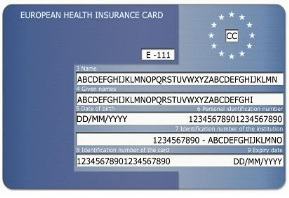 EUROPEAN HEALTH INSURANCE CARD
CC
E -111
3 Name
ABCDEFGHIJKLMNOPQRSTUVWXYZABCDEFGHIJKLMN
4 Given names
ABCDEFGHIJKLMNOPQRSTUVWXYZABCDEFGHI
5 Date of birth 6 Personal identification number
DD/MM/YYYY 12345678901234567890
7 Identification number of the institution
1234567890 - ABCDEFGHIJKLMNO
8 Identification number of the card 9 Expiry date
12345678901234567890 DD/MM/YYYY